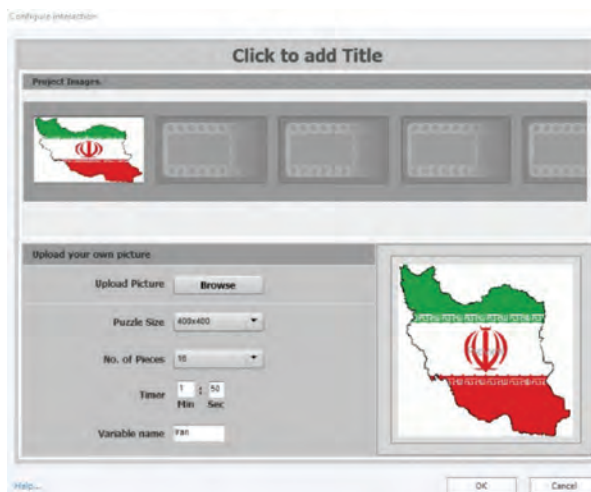 Configure interaction
Click to add Title
Project Images
Upload your own picture
Upload Picture Browse
Puzzle Size 400x400
No. of Pieces 16
Timer 1 : 50
Min Sec
Variable name iran
Help...
OK Cancel